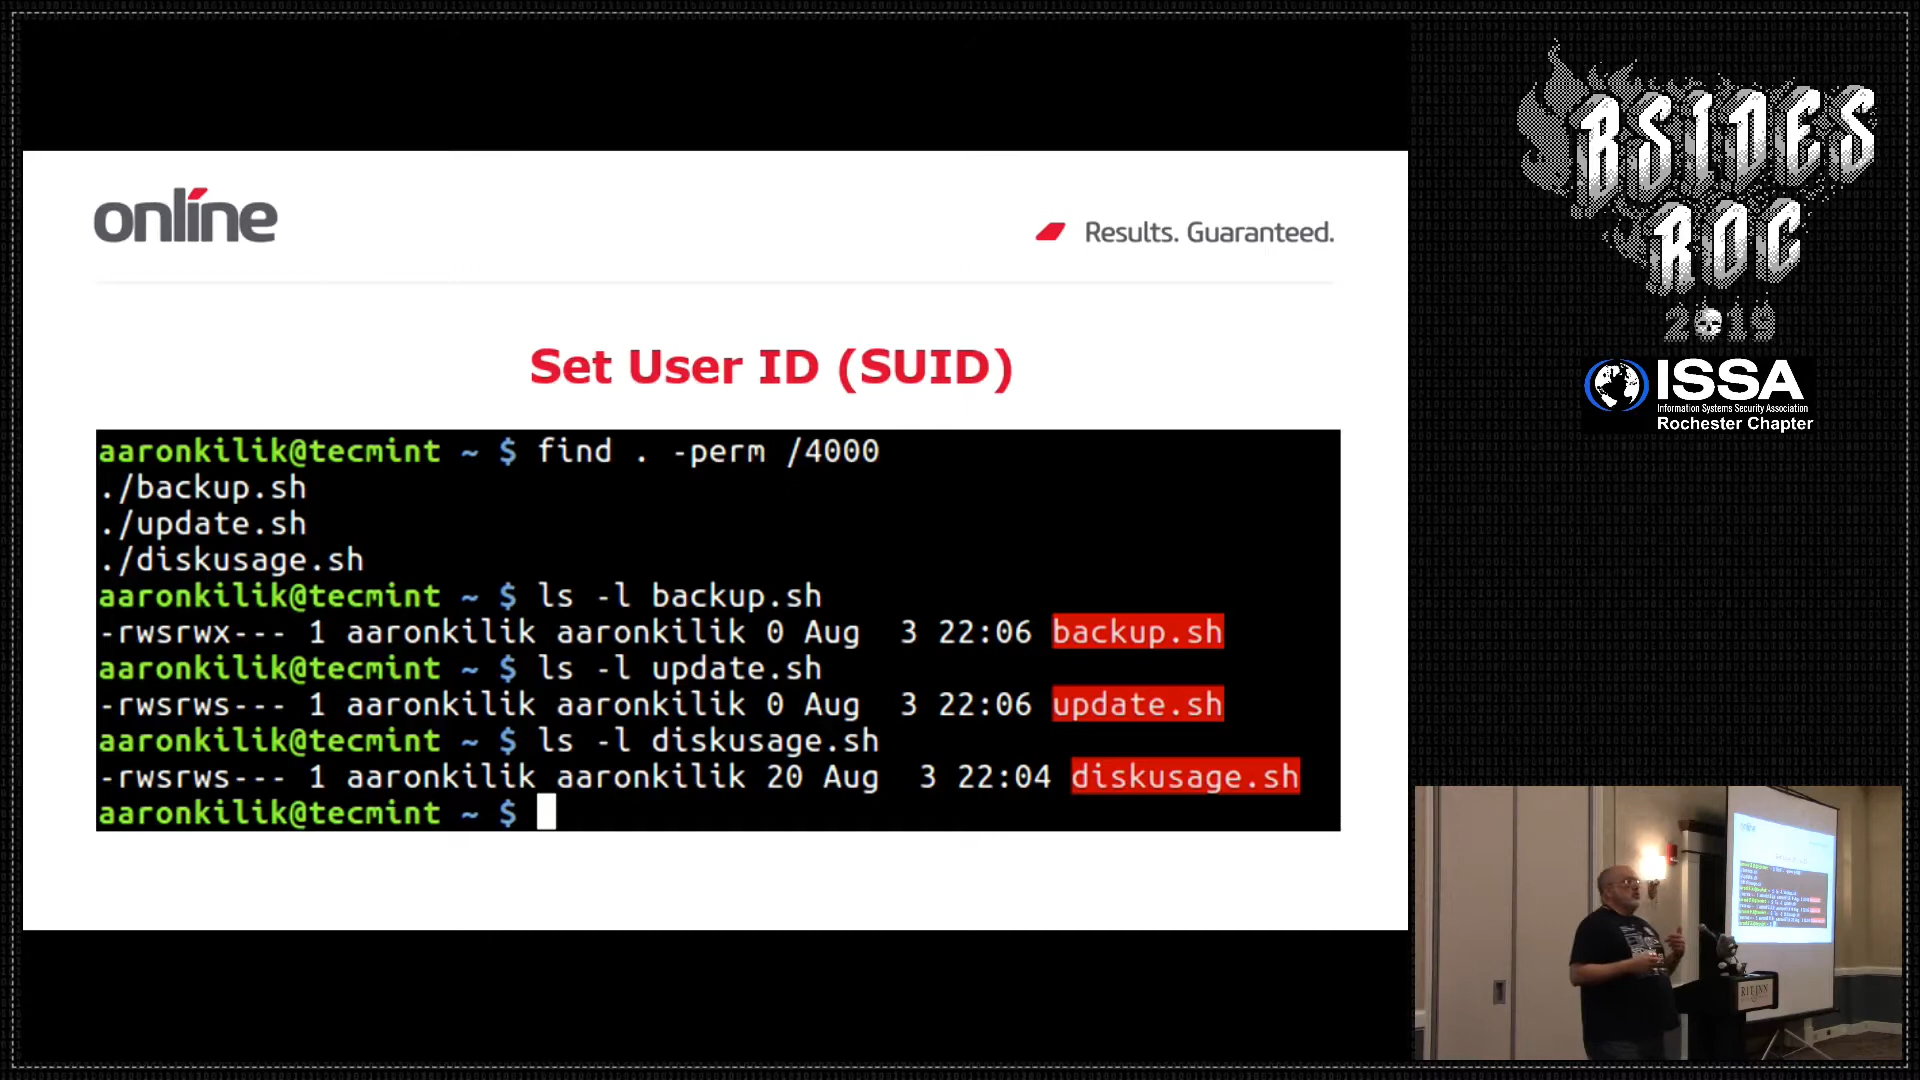 online
Results. Guaranteed.
Set User ID (SUID)
aaronkilik@tecmint ~ $ find . -perm /4000
./backup.sh
./update.sh
./diskusage.sh
aaronkilik@tecmint ~ $ ls -l backup.sh
-rwsrwx--- 1 aaronkilik aaronkilik 0 Aug  3 22:06 backup.sh
aaronkilik@tecmint ~ $ ls -l update.sh
-rwsrws--- 1 aaronkilik aaronkilik 0 Aug  3 22:06 update.sh
aaronkilik@tecmint ~ $ ls -l diskusage.sh
-rwsrws--- 1 aaronkilik aaronkilik 20 Aug  3 22:04 diskusage.sh
aaronkilik@tecmint ~ $
BSIDES
ROC
2019
ISSA
Information Systems Security Association
Rochester Chapter
RIT INN